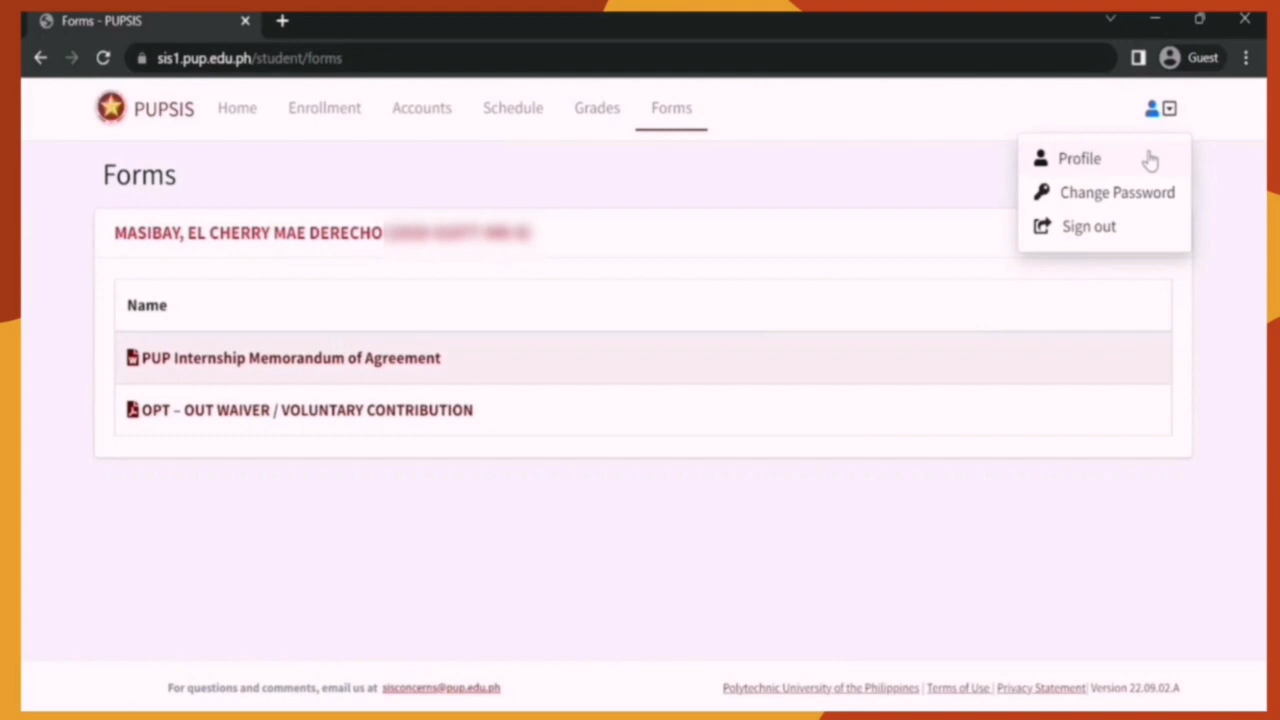 Forms - PUPSIS
sis1.pup.edu.ph/student/forms
Guest
PUPSIS Home Enrollment Accounts Schedule Grades Forms
Profile
Change Password
Sign out
Forms
MASIBAY, EL CHERRY MAE DERECHO
Name
PUP Internship Memorandum of Agreement
OPT – OUT WAIVER / VOLUNTARY CONTRIBUTION
For questions and comments, email us at sisconcerns@pup.edu.ph
Polytechnic University of the Philippines | Terms of Use | Privacy Statement| Version 22.09.02.A